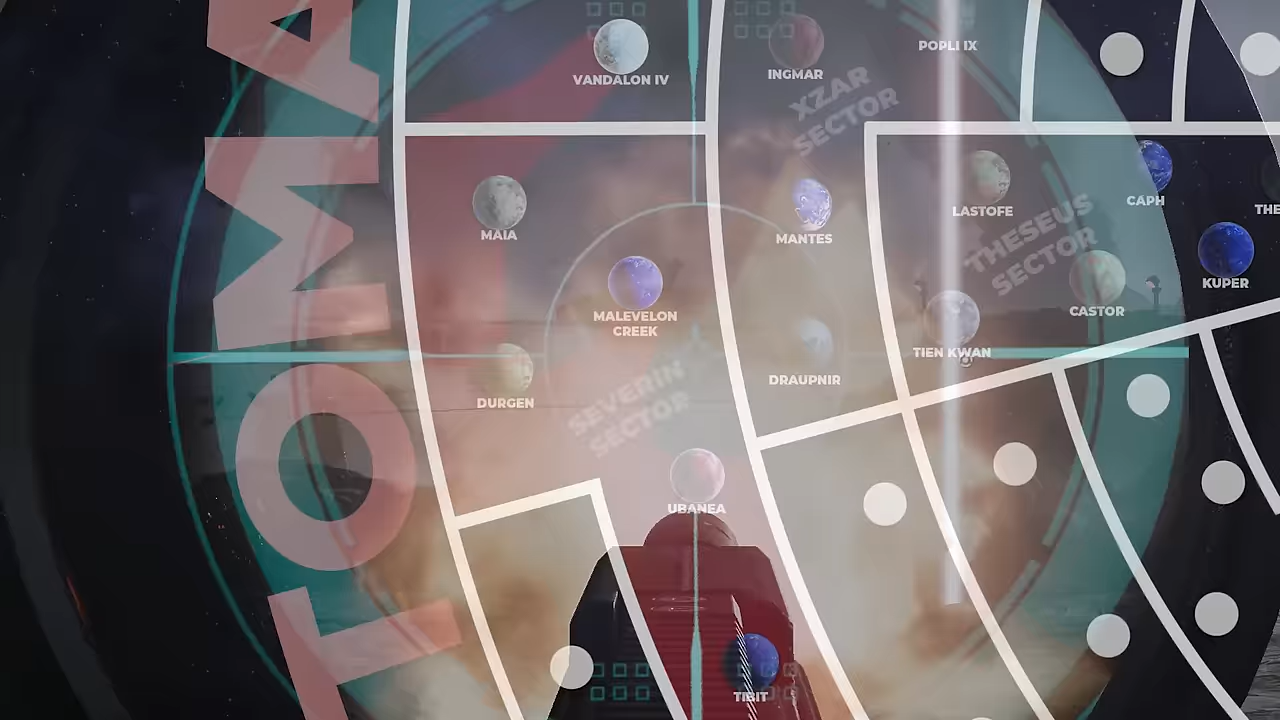 TOMA
VANDALON IV
INGMAR
POPLI IX
XZAR
SECTOR
MAIA
MANTES
LASTOFE
CAPH
THE
THESEUS
SECTOR
KUPER
MALEVELON
CREEK
CASTOR
TIEN KWAN
DRAUPNIR
DURGEN
SEVERIN
SECTOR
UBANEA
TIBIT